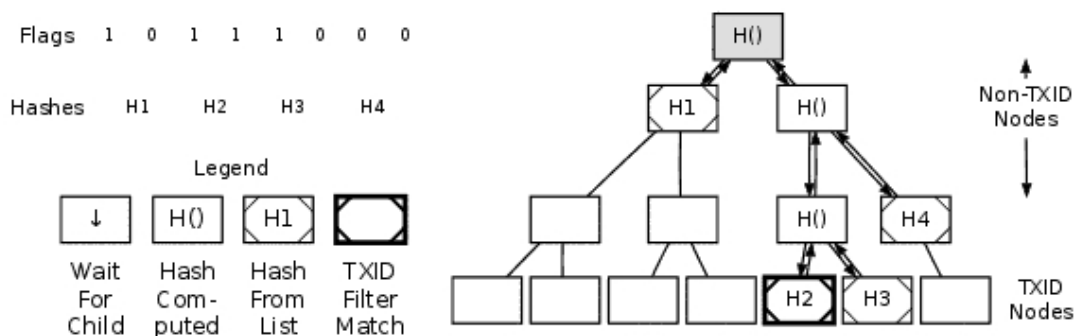 Flags 1 0 1 1 1 0 0 0
Hashes H1 H2 H3 H4
Legend
↓ H() H1
Wait For Child
Hash Com- puted
Hash From List
TXID Filter Match
H()
H1 H()
H() H4
H2 H3
Non-TXID
Nodes
TXID
Nodes